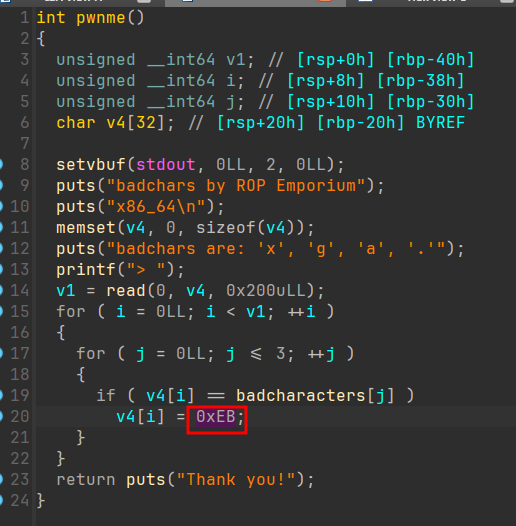 1 int pwnme()
2 {
3   unsigned __int64 v1; // [rsp+0h] [rbp-40h]
4   unsigned __int64 i; // [rsp+8h] [rbp-38h]
5   unsigned __int64 j; // [rsp+10h] [rbp-30h]
6   char v4[32]; // [rsp+20h] [rbp-20h] BYREF
7
8   setvbuf(stdout, 0LL, 2, 0LL);
9   puts("badchars by ROP Emporium");
10   puts("x86_64\n");
11   memset(v4, 0, sizeof(v4));
12   puts("badchars are: 'x', 'g', 'a', '.'");
13   printf("> ");
14   v1 = read(0, v4, 0x200uLL);
15   for ( i = 0LL; i < v1; ++i )
16   {
17     for ( j = 0LL; j <= 3; ++j )
18     {
19       if ( v4[i] == badcharacters[j] )
20         v4[i] = 0xEB;
21     }
22   }
23   return puts("Thank you!");
24 }